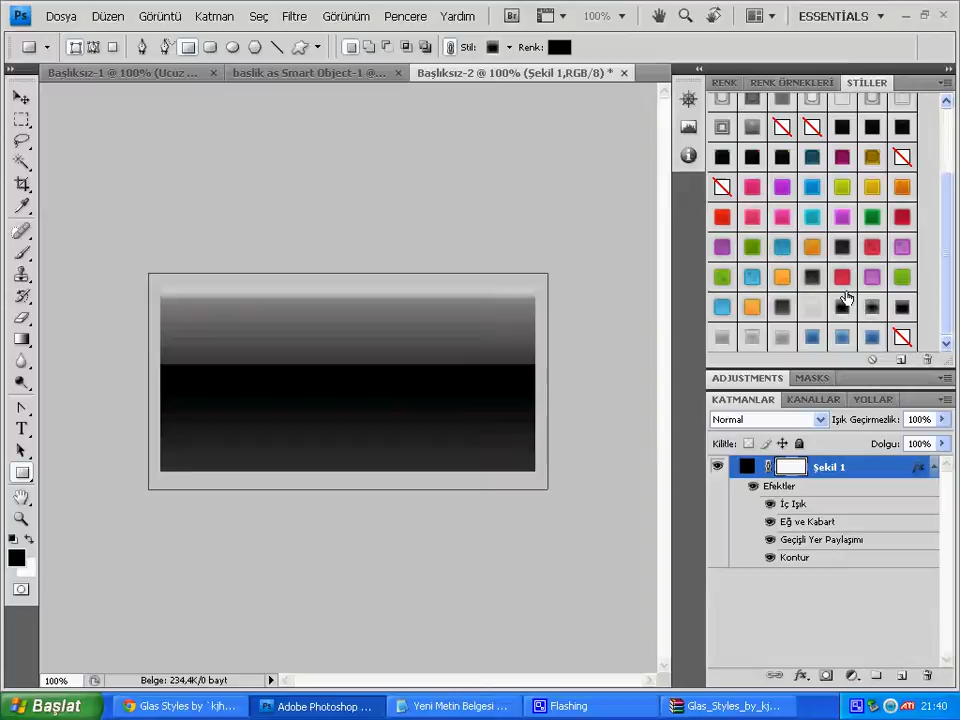 Ps Dosya Düzen Görüntü Katman Seç Filtre Görünüm Pencere Yardım Br 100% ESSENTIALS
Stil: Renk:
Başlıksız-1 @ 100% (Ucuz ... × baslik as Smart Object-1 @... × Başlıksız-2 @ 100% (Şekil 1,RGB/8) * ×
RENK RENK ÖRNEKLERİ STİLLER
ADJUSTMENTS MASKS
KATMANLAR KANALLAR YOLLAR
Normal Işık Geçirmezlik: 100%
Kilitle: Dolgu: 100%
Şekil 1 fx
Efektler
İç Işık
Eğ ve Kabart
Geçişli Yer Paylaşımı
Kontur
T
100% Belge: 234,4K/0 bayt
Başlat Glas Styles by `kjh... Adobe Photoshop ... Yeni Metin Belgesi ... Flashing Glas_Styles_by_kj... 21:40